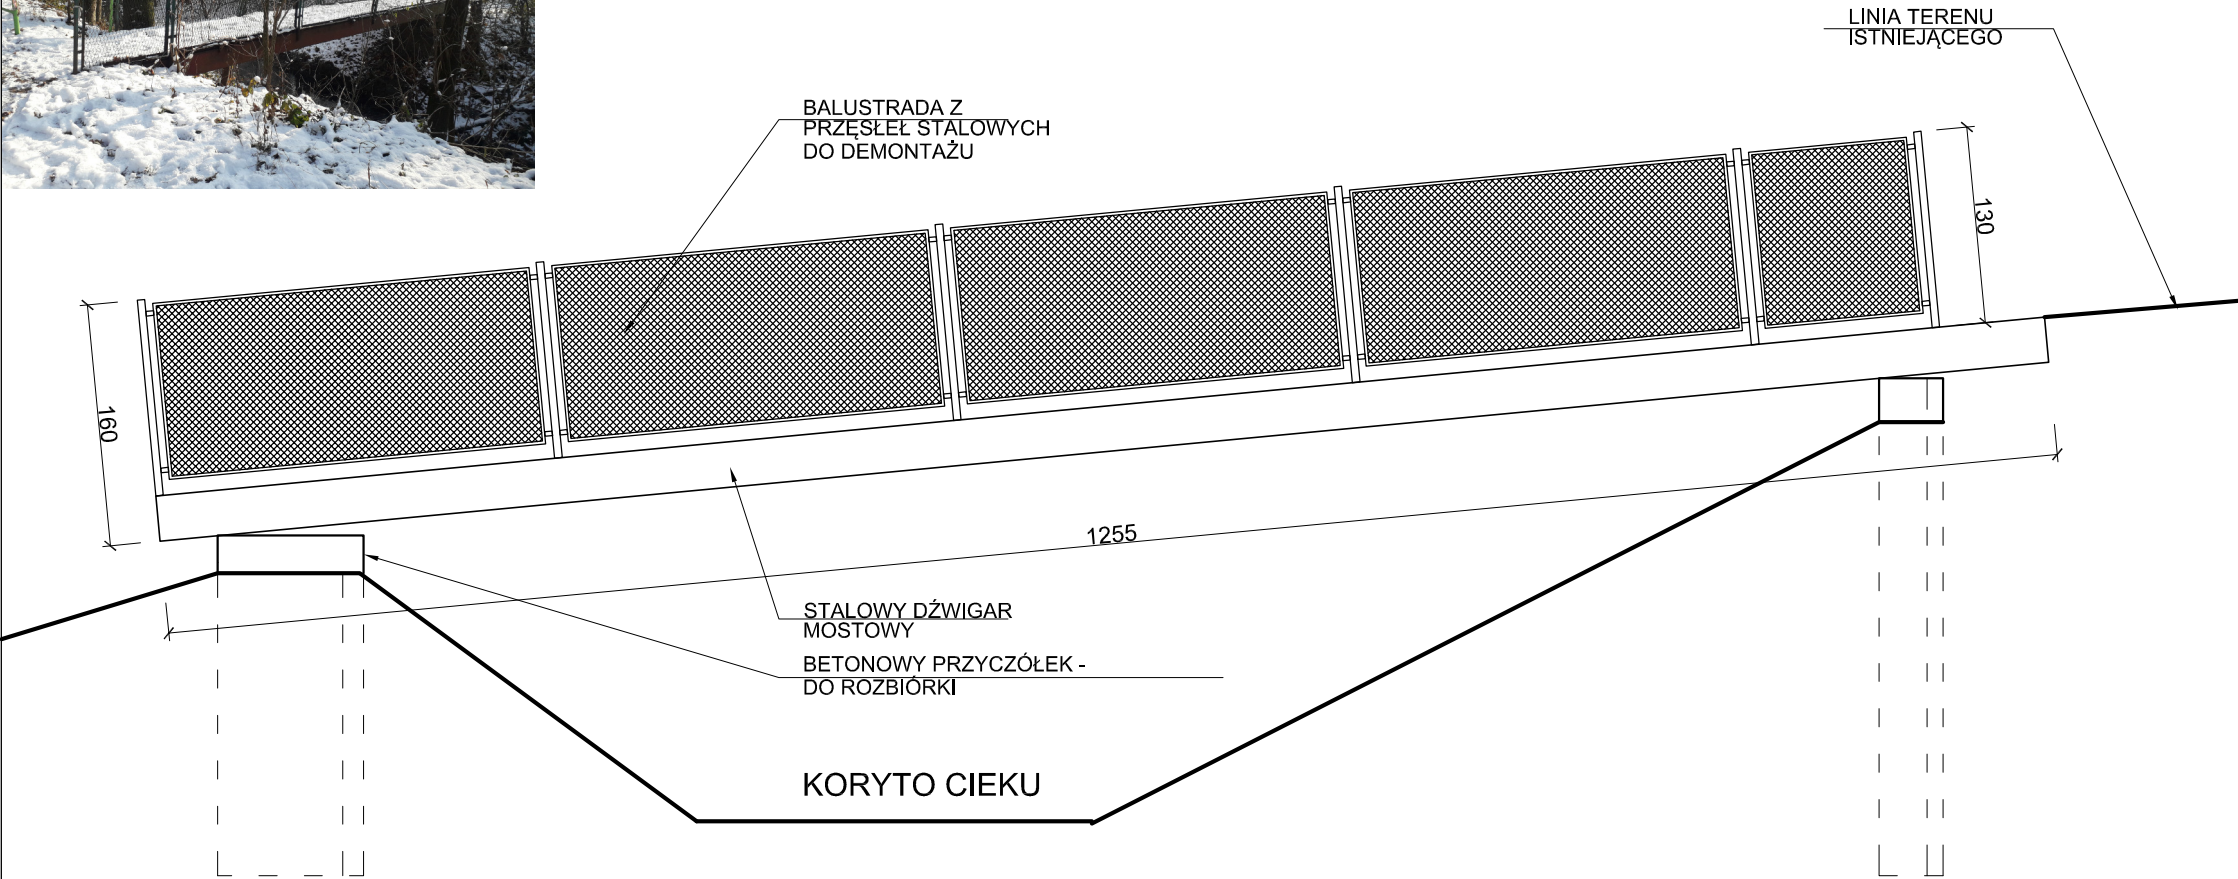 LINIA TERENU
ISTNIEJĄCEGO
BALUSTRADA Z
PRZĘSŁEŁ STALOWYCH
DO DEMONTAŻU
130
160
1255
STALOWY DŹWIGAR
MOSTOWY
BETONOWY PRZYCZÓŁEK -
DO ROZBIÓRKI
KORYTO CIEKU